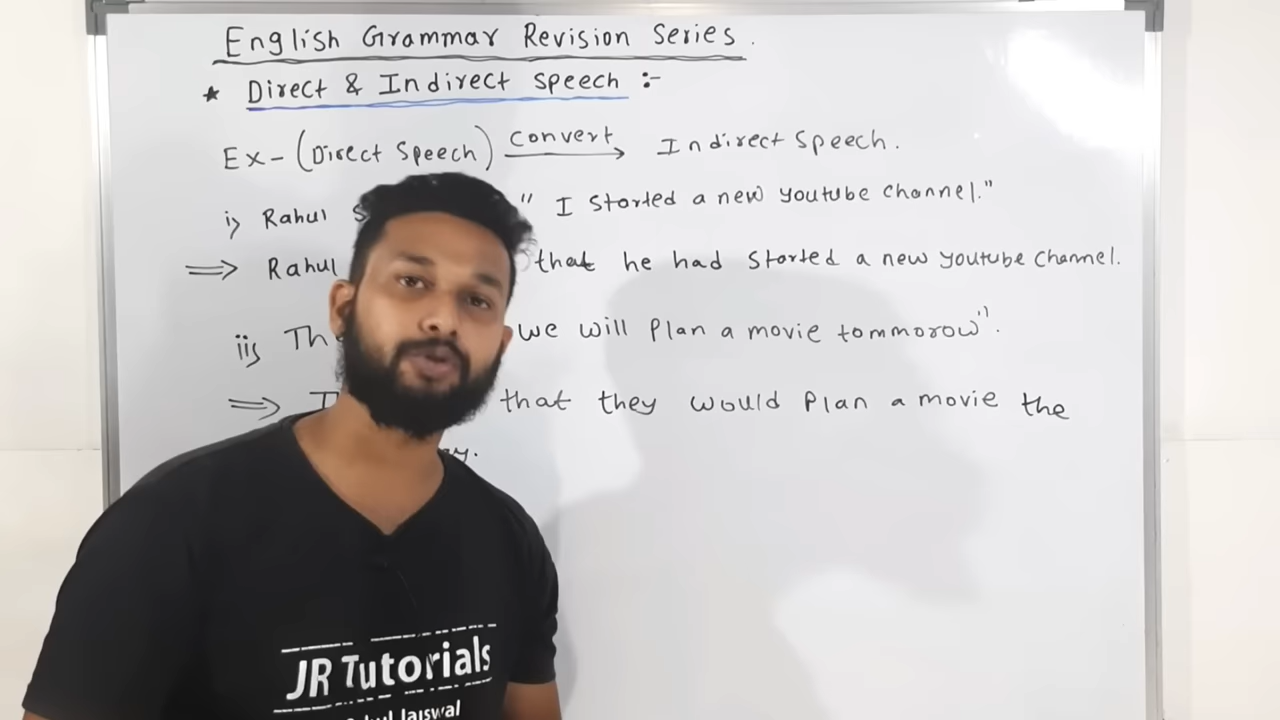 English Grammar Revision Series.
* Direct & Indirect Speech :-
Ex- (Direct Speech) Convert → Indirect Speech.
i) Rahul " I Started a new Youtube Channel."
⇒ Rahul that he had Started a new Youtube Channel.
ii) we will Plan a movie tommorow".
⇒ that they would Plan a movie the
JR Tutorials
Jaiswal